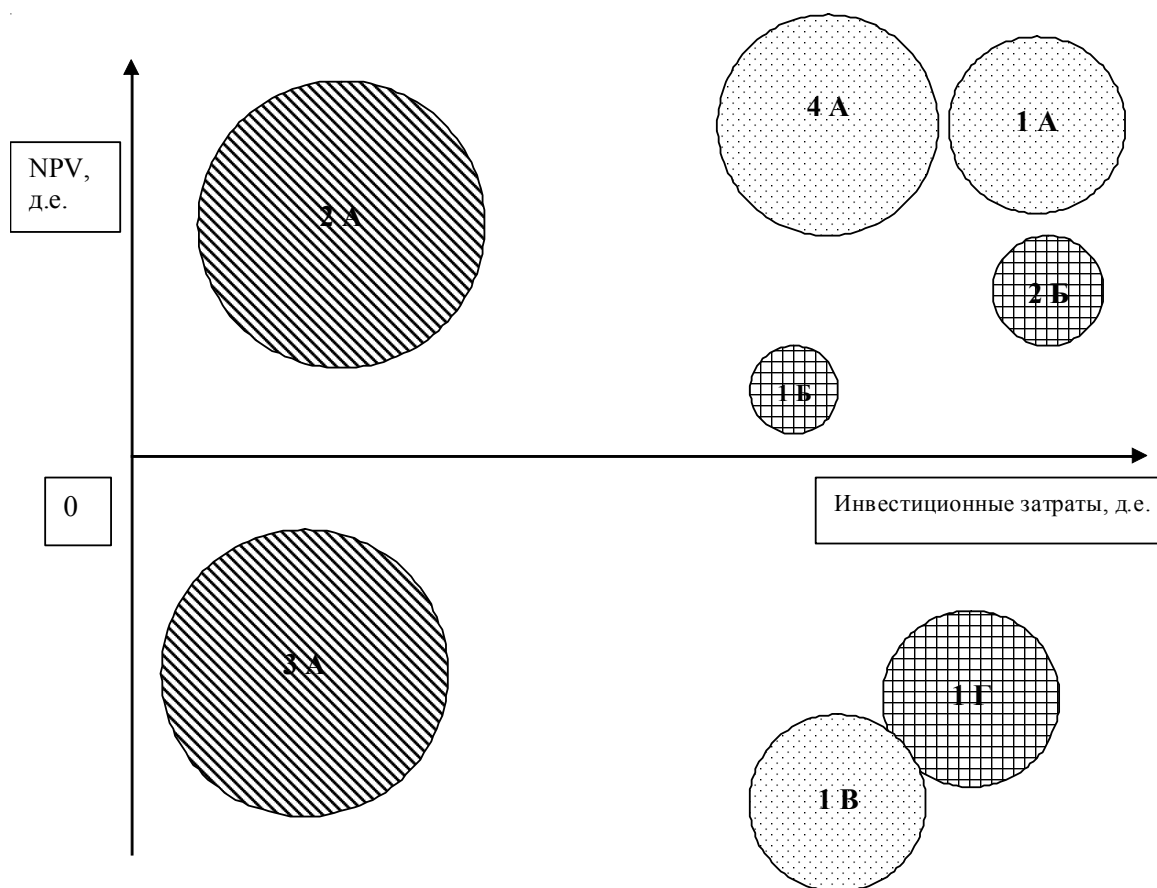 4 А
1 А
NPV,
д.е.
2 А
2 Б
1 Б
0
Инвестиционные затраты, д.е.
3 А
1 Г
1 В